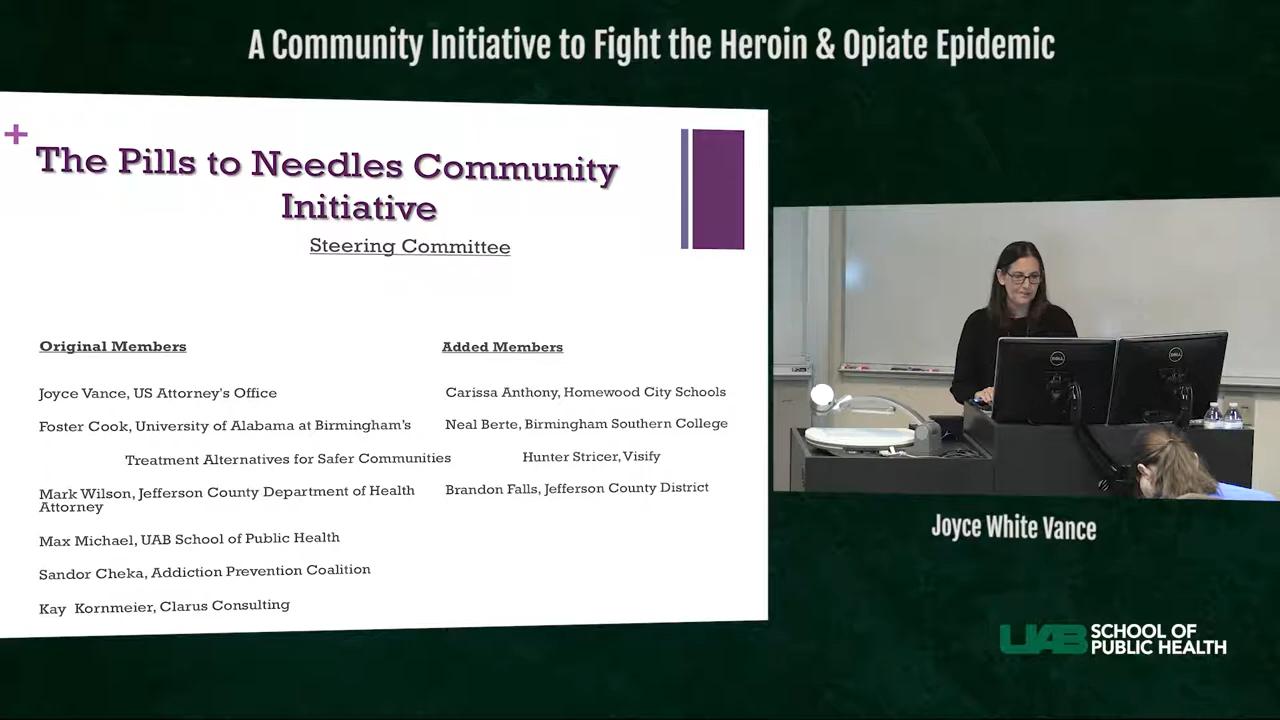 A Community Initiative to Fight the Heroin & Opiate Epidemic
+
The Pills to Needles Community
Initiative
Steering Committee
Original Members
Added Members
Joyce Vance, US Attorney's Office
Carissa Anthony, Homewood City Schools
Foster Cook, University of Alabama at Birmingham's
Neal Berte, Birmingham Southern College
Treatment Alternatives for Safer Communities
Hunter Stricer, Visify
Mark Wilson, Jefferson County Department of Health
Brandon Falls, Jefferson County District
Attorney
Max Michael, UAB School of Public Health
Sandor Cheka, Addiction Prevention Coalition
Kay Kornmeier, Clarus Consulting
DELL
DELL
Joyce White Vance
UAB SCHOOL OF
PUBLIC HEALTH